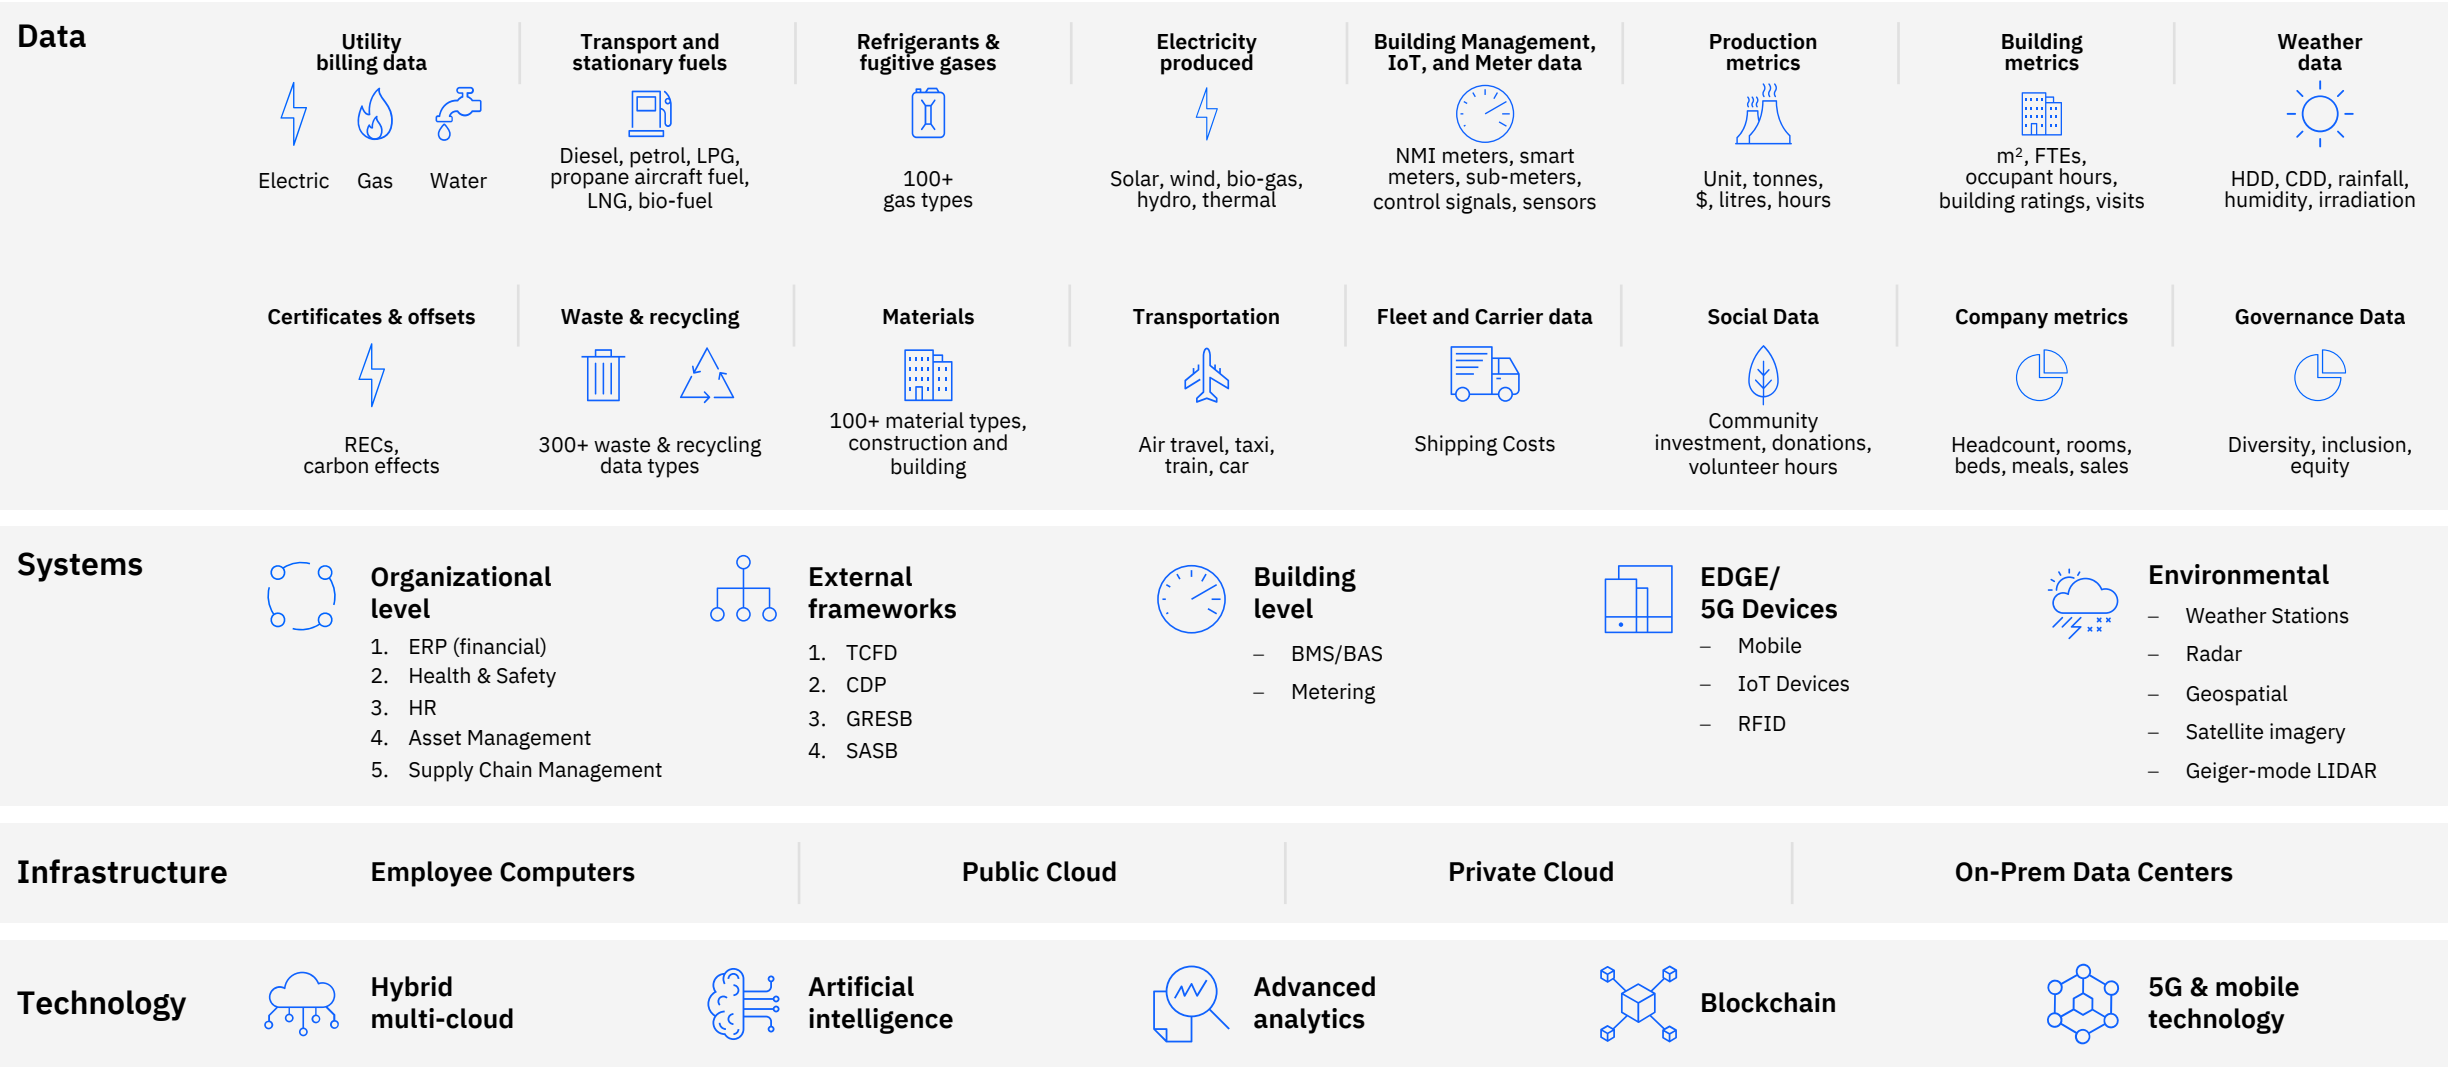 Data
Utility
billing data
Electric
Gas
Water
Transport and
stationary fuels
Diesel, petrol, LPG,
propane aircraft fuel,
LNG, bio-fuel
Refrigerants &
fugitive gases
100+
gas types
Electricity
produced
Solar, wind, bio-gas,
hydro, thermal
Building Management,
IoT, and Meter data
NMI meters, smart
meters, sub-meters,
control signals, sensors
Production
metrics
Unit, tonnes,
$, litres, hours
Building
metrics
m², FTEs,
occupant hours,
building ratings, visits
Weather
data
HDD, CDD, rainfall,
humidity, irradiation
Certificates & offsets
RECs,
carbon effects
Waste & recycling
300+ waste & recycling
data types
Materials
100+ material types,
construction and
building
Transportation
Air travel, taxi,
train, car
Fleet and Carrier data
Shipping Costs
Social Data
Community
investment, donations,
volunteer hours
Company metrics
Headcount, rooms,
beds, meals, sales
Governance Data
Diversity, inclusion,
equity
Systems
Organizational
level
1. ERP (financial)
2. Health & Safety
3. HR
4. Asset Management
5. Supply Chain Management
External
frameworks
1. TCFD
2. CDP
3. GRESB
4. SASB
Building
level
– BMS/BAS
– Metering
EDGE/
5G Devices
– Mobile
– IoT Devices
– RFID
Environmental
– Weather Stations
– Radar
– Geospatial
– Satellite imagery
– Geiger-mode LIDAR
Infrastructure
Employee Computers
Public Cloud
Private Cloud
On-Prem Data Centers
Technology
Hybrid
multi-cloud
Artificial
intelligence
Advanced
analytics
Blockchain
5G & mobile
technology